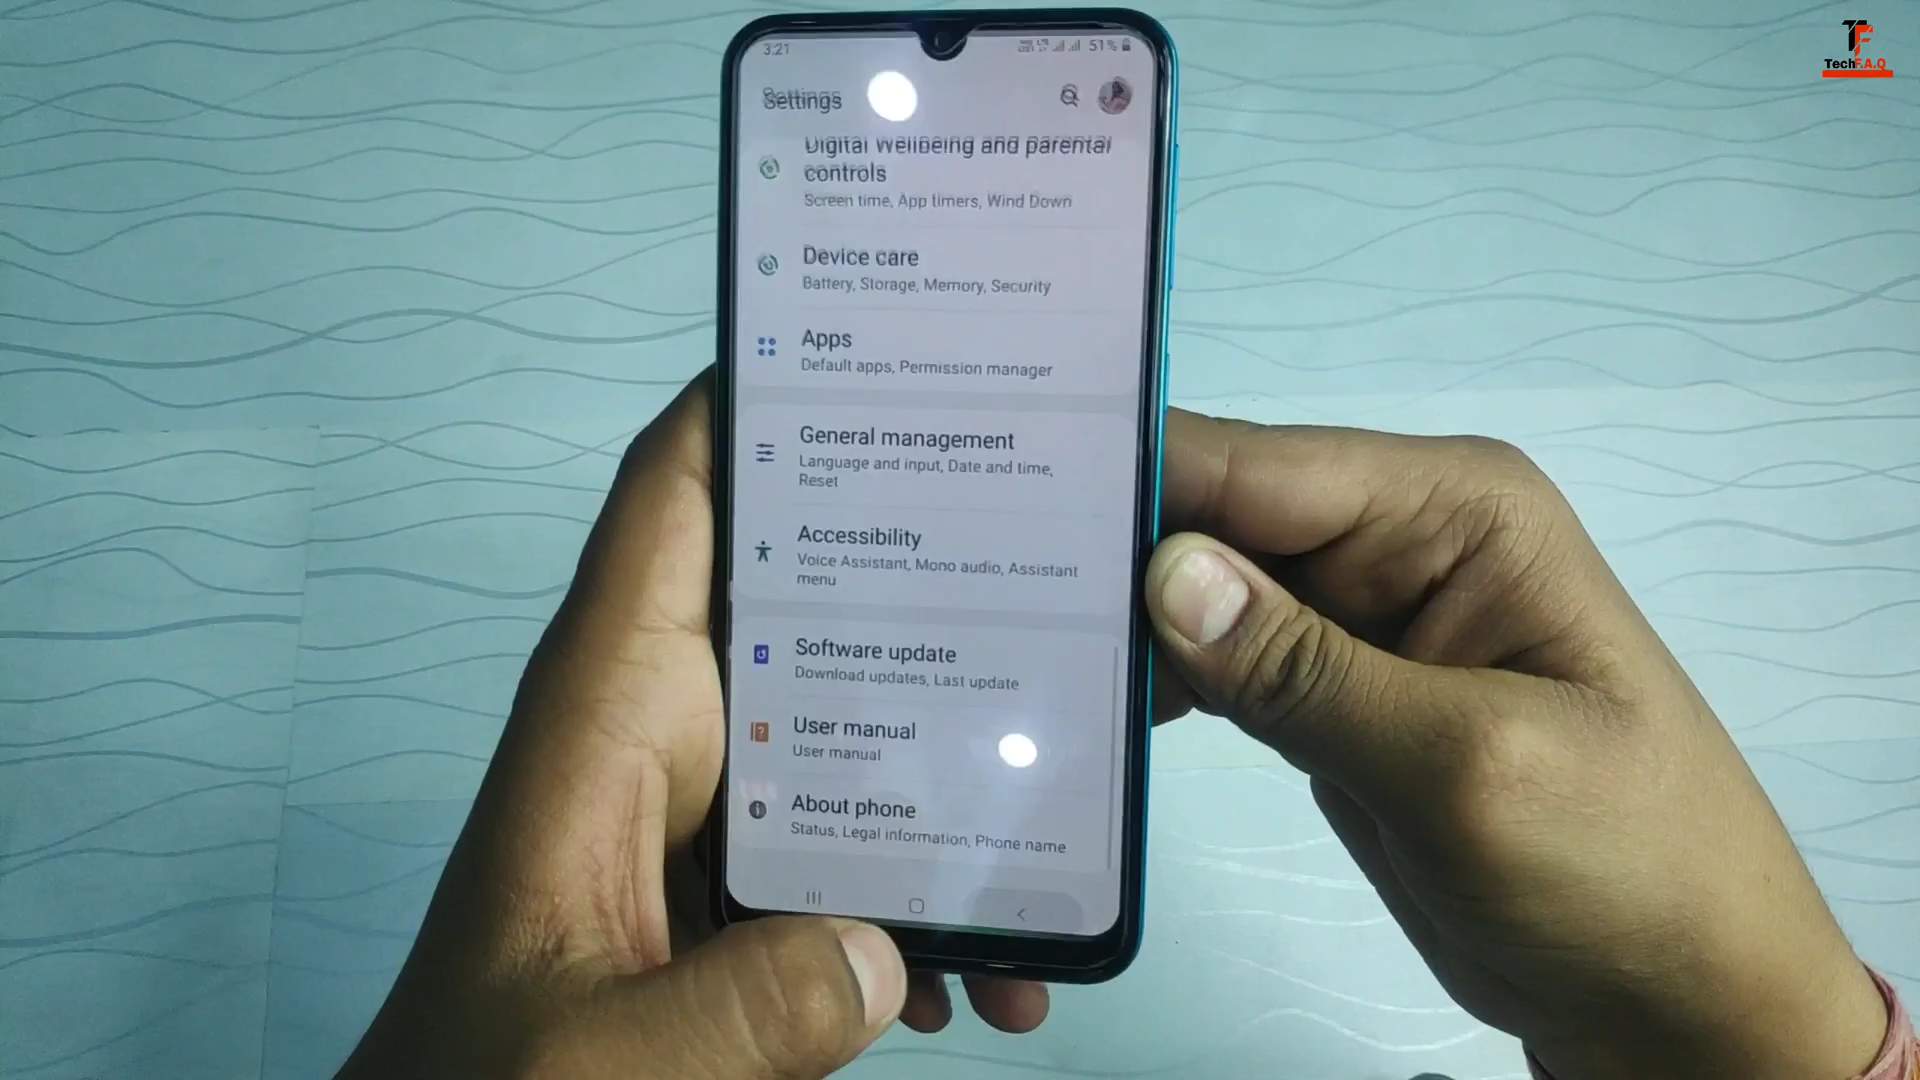 TF
TechF.A.Q
3:21
51%
Settings
Digital Wellbeing and parental
controls
Screen time, App timers, Wind Down
Device care
Battery, Storage, Memory, Security
Apps
Default apps, Permission manager
General management
Language and input, Date and time,
Reset
Accessibility
Voice Assistant, Mono audio, Assistant
menu
Software update
Download updates, Last update
User manual
User manual
About phone
Status, Legal information, Phone name